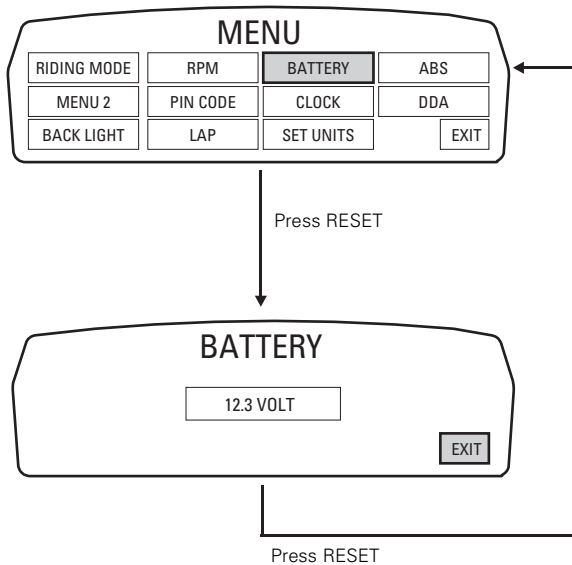 MENU
RIDING MODE RPM BATTERY ABS
MENU 2 PIN CODE CLOCK DDA
BACK LIGHT LAP SET UNITS EXIT
Press RESET
BATTERY
12.3 VOLT
EXIT
Press RESET